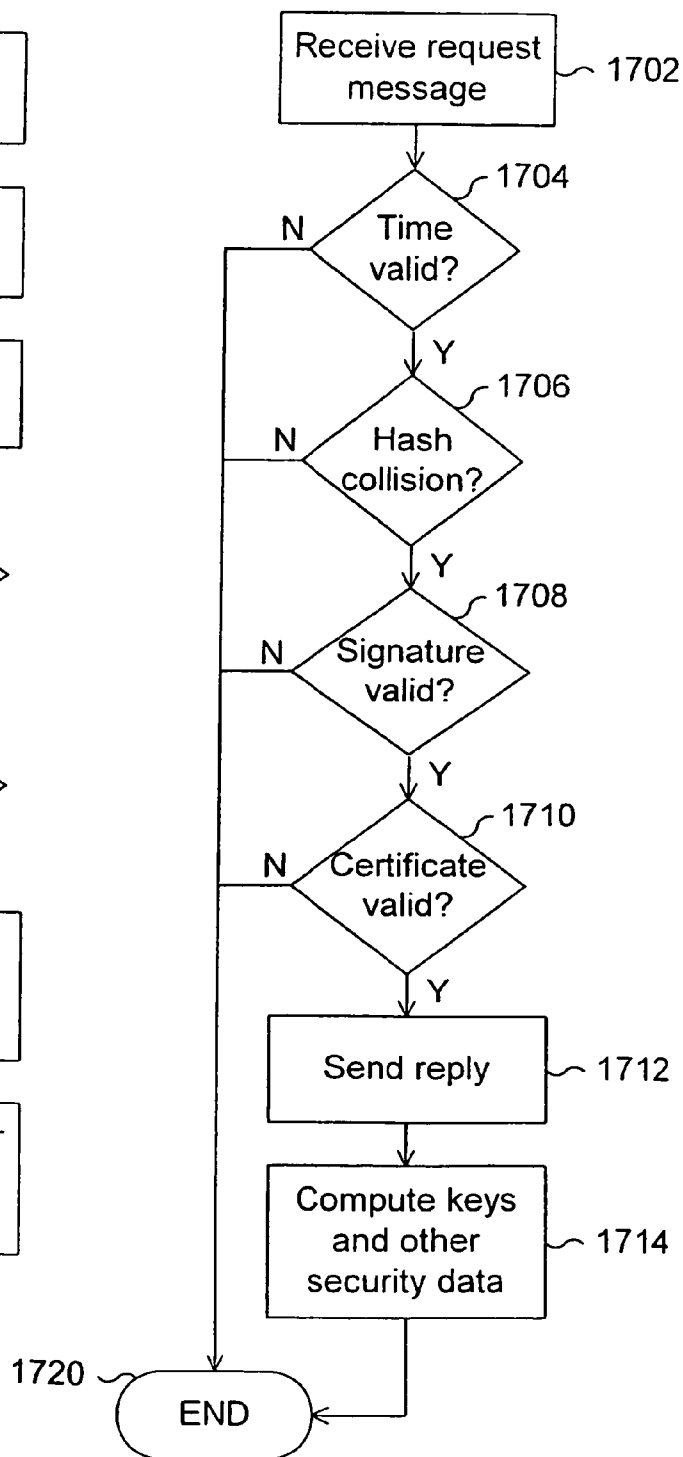 Receive request
message
1702
1704
N
Time
valid?
Y
1706
N
Hash
collision?
Y
1708
N
Signature
valid?
Y
1710
N
Certificate
valid?
Y
Send reply
1712
Compute keys
and other
security data
1714
1720
END